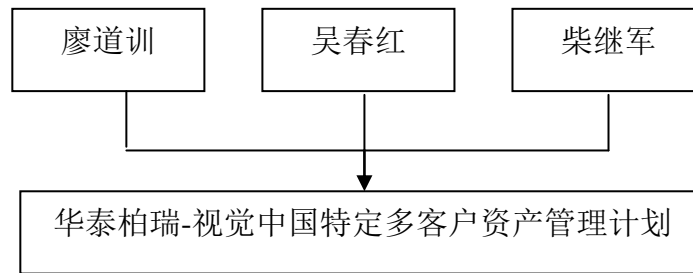 廖道训
吴春红
柴继军
华泰柏瑞-视觉中国特定多客户资产管理计划